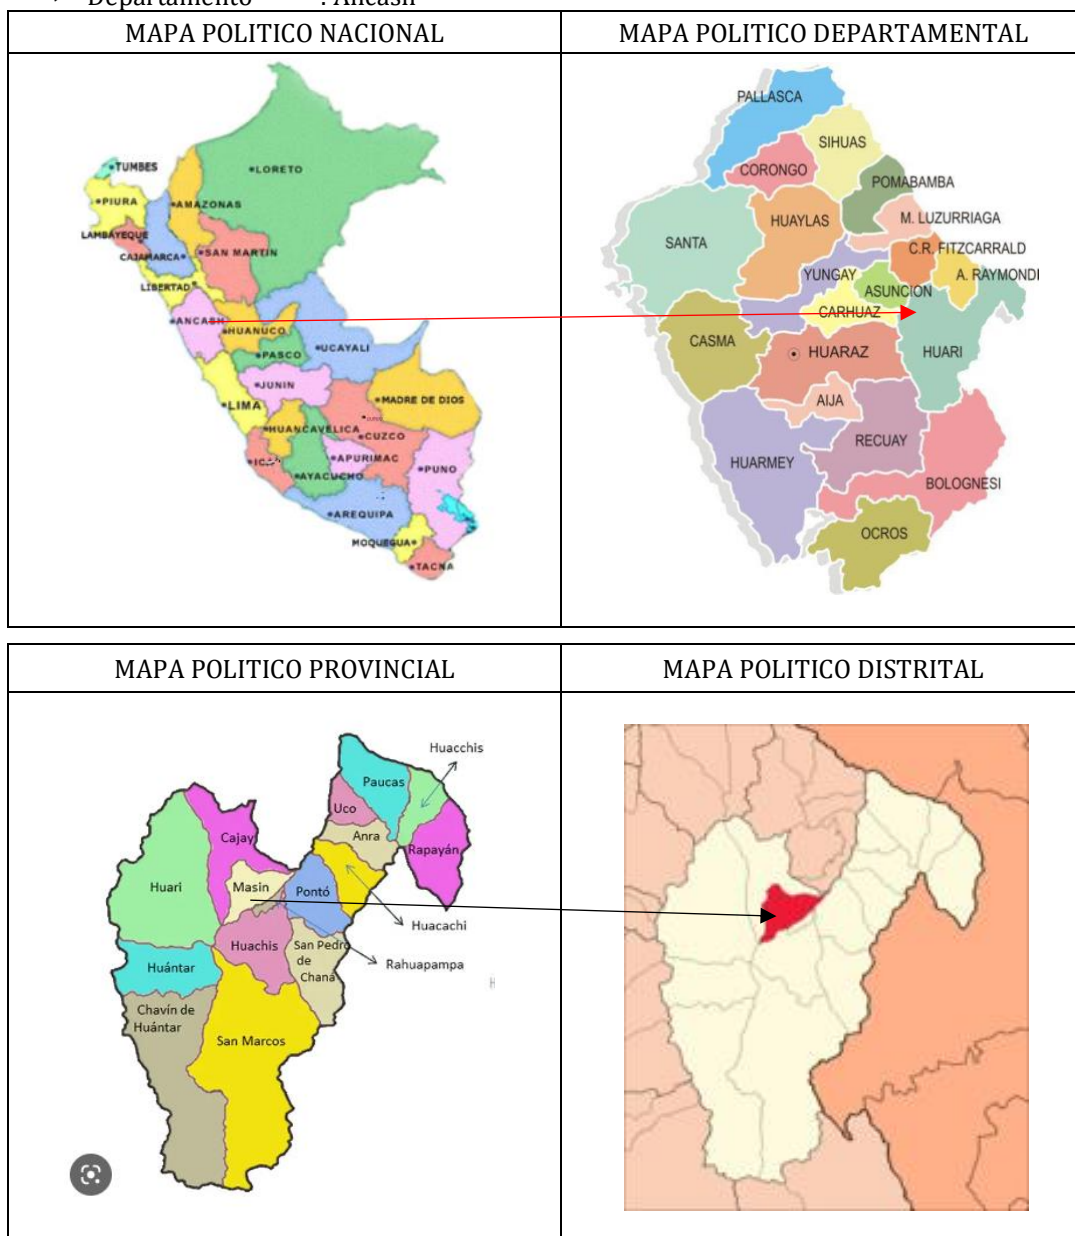 Departamento : Ancash
MAPA POLITICO NACIONAL
MAPA POLITICO DEPARTAMENTAL
TUMBES
LORETO
PIURA
AMAZONAS
LAMBAYEQUE
CAJAMARCA
SAN MARTIN
LIBERTAD
ANCASH
HUANUCO
UCAYALI
PASCO
JUNIN
LIMA
MADRE DE DIOS
HUANCAVELICA
CUZCO
ICA
APURIMAC
PUNO
AYACUCHO
AREQUIPA
MOQUEGUA
TACNA
PALLASCA
SIHUAS
CORONGO
POMABAMBA
HUAYLAS
M. LUZURRIAGA
SANTA
C.R. FITZCARRALD
YUNGAY
A. RAYMONDI
ASUNCION
CARHUAZ
CASMA
HUARAZ
HUARI
AIJA
RECUAY
HUARMEY
BOLOGNESI
OCROS
MAPA POLITICO PROVINCIAL
MAPA POLITICO DISTRITAL
Huacchis
Paucas
Uco
Cajay
Anra
Rapayán
Huari
Masin
Pontó
Huacachi
Huachis
San Pedro
de
Chaná
Rahuapampa
Huántar
Chavín de
Huántar
San Marcos
H